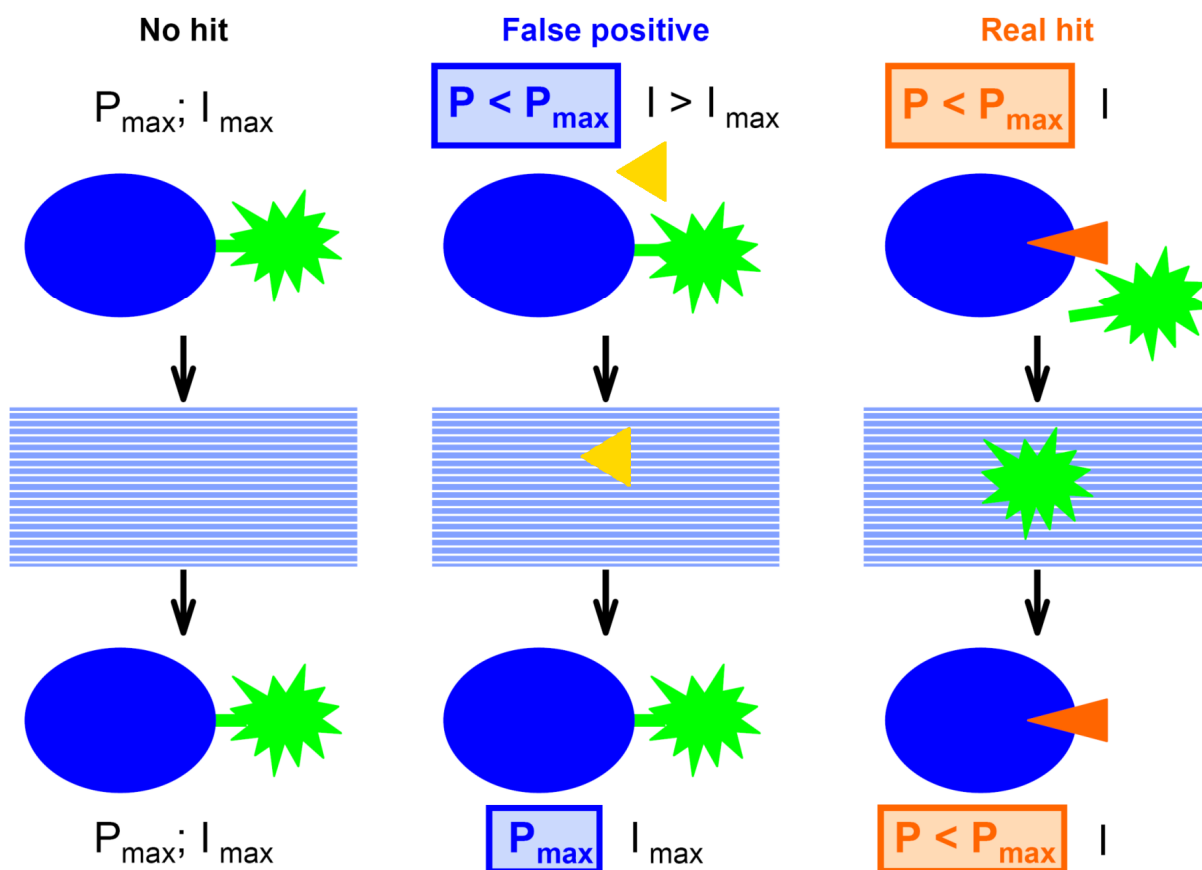 No hit False positive Real hit
Pmax; Imax P < Pmax I > Imax P < Pmax I
Pmax; Imax Pmax Imax P < Pmax I